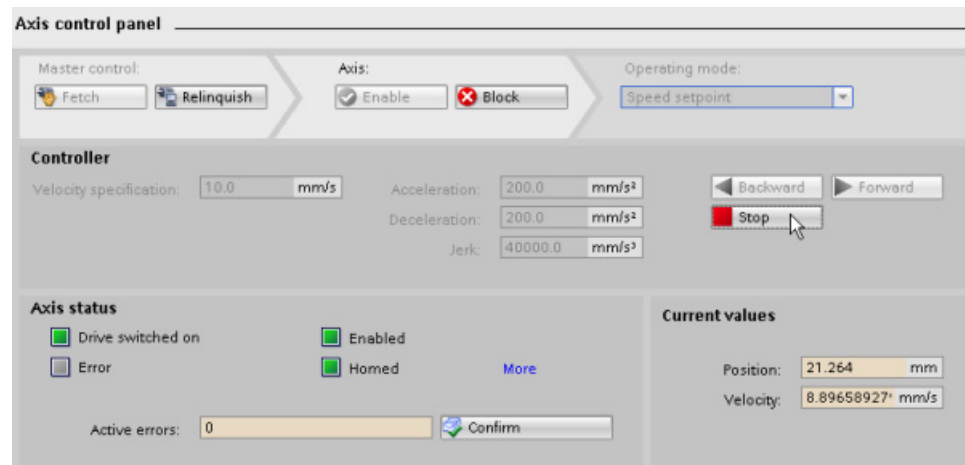 Axis control panel
Master control: Axis: Operating mode:
Fetch Relinquish Enable Block Speed setpoint
Controller
Velocity specification: 10.0 mm/s Acceleration: 200.0 mm/s² Backward Forward
Deceleration: 200.0 mm/s² Stop
Jerk: 40000.0 mm/s³
Axis status
Drive switched on Enabled
Error Homed More
Active errors: 0 Confirm
Current values
Position: 21.264 mm
Velocity: 8.89658927 mm/s